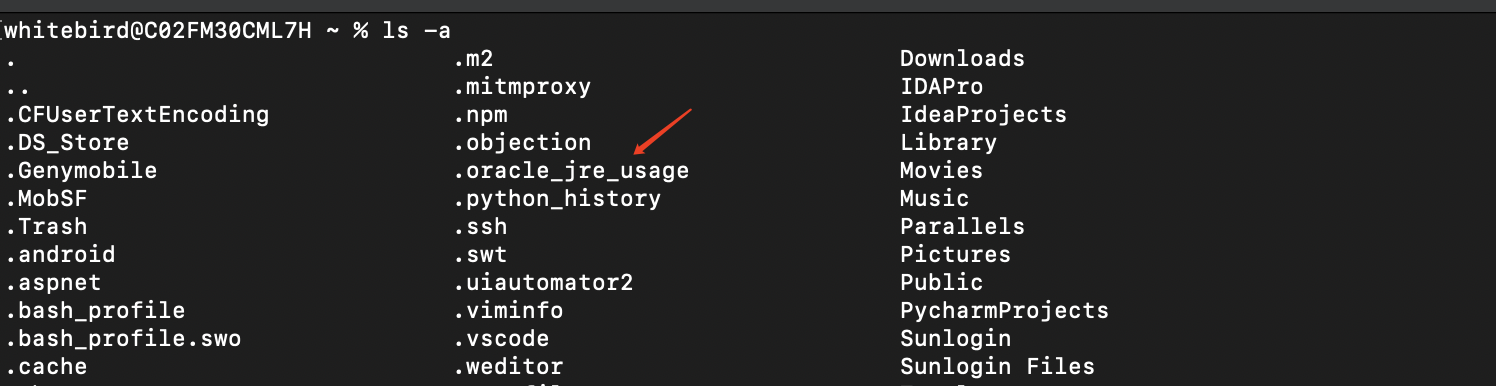 whitebird@C02FM30CML7H ~ % ls -a
. .m2 Downloads
.. .mitmproxy IDAPro
.CFUserTextEncoding .npm IdeaProjects
.DS_Store .objection Library
.Genymobile .oracle_jre_usage Movies
.MobSF .python_history Music
.Trash .ssh Parallels
.android .swt Pictures
.aspnet .uiautomator2 Public
.bash_profile .viminfo PycharmProjects
.bash_profile.swo .vscode Sunlogin
.cache .weditor Sunlogin Files